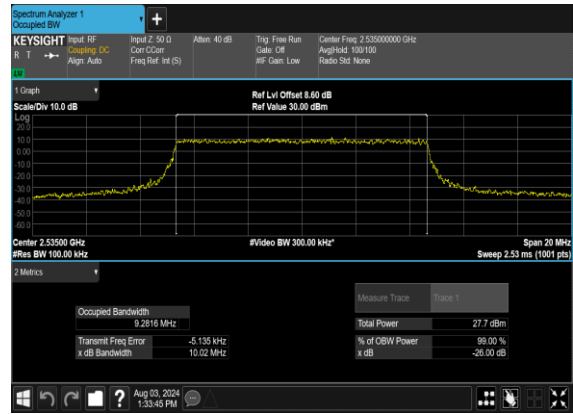 Spectrum Analyzer 1
Occupied BW
+
KEYSIGHT Input: RF Input Z: 50 Ω Atten: 40 dB Trig: Free Run Center Freq: 2.535000000 GHz
R T Coupling: DC Corr CCorr Gate: Off Avg|Hold: 100/100
Align: Auto Freq Ref: Int (S) #IF Gain: Low Radio Std: None
LXI
1 Graph Ref Lvl Offset 8.60 dB
Scale/Div 10.0 dB Ref Value 30.00 dBm
Log
20.0
10.0
0.00
-10.0
-20.0
-30.0
-40.0
-50.0
-60.0
Center 2.53500 GHz #Video BW 300.00 kHz* Span 20 MHz
#Res BW 100.00 kHz Sweep 2.53 ms (1001 pts)
2 Metrics
Measure Trace Trace 1
Occupied Bandwidth
9.2816 MHz Total Power 27.7 dBm
Transmit Freq Error -5.135 kHz % of OBW Power 99.00 %
x dB Bandwidth 10.02 MHz x dB -26.00 dB
? Aug 03, 2024
1:33:45 PM